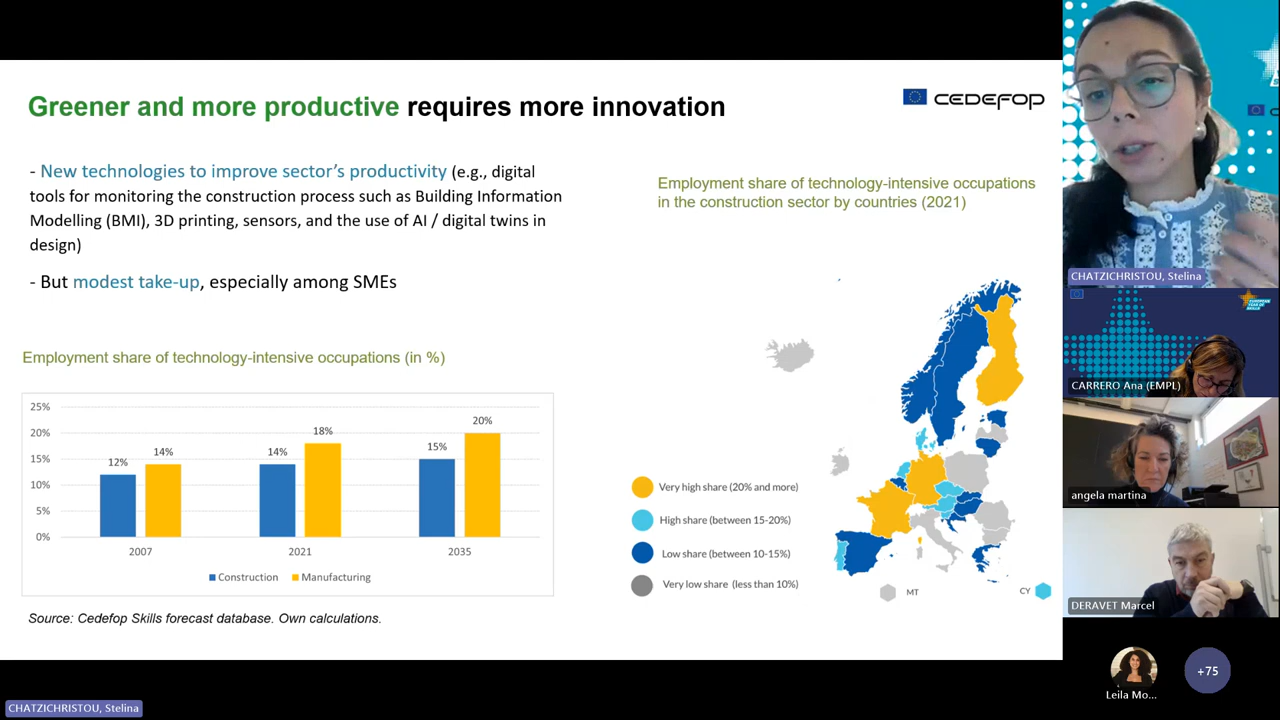 Greener and more productive requires more innovation
CEDEFOP
- New technologies to improve sector's productivity (e.g., digital
tools for monitoring the construction process such as Building Information
Modelling (BMI), 3D printing, sensors, and the use of AI / digital twins in
design)
- But modest take-up, especially among SMEs
Employment share of technology-intensive occupations (in %)
25%
20%
15%
10%
5%
0%
12%
14%
14%
18%
15%
20%
2007
2021
2035
Construction
Manufacturing
Source: Cedefop Skills forecast database. Own calculations.
Employment share of technology-intensive occupations
in the construction sector by countries (2021)
Very high share (20% and more)
High share (between 15-20%)
Low share (between 10-15%)
Very low share (less than 10%)
MT
CY
CHATZICHRISTOU, Stelina
EUROPEAN
YEAR OF
SKILLS
CARRERO Ana (EMPL)
angela martina
DERAVET Marcel
Leila Mo...
+75
CHATZICHRISTOU, Stelina